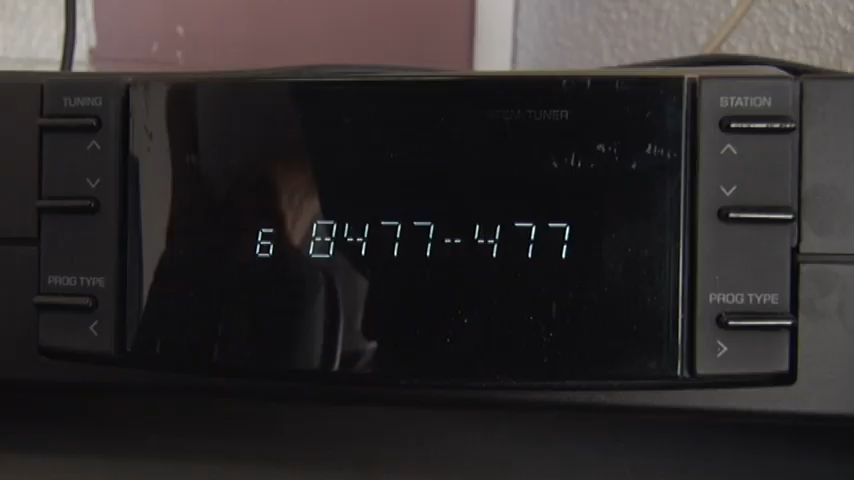 TUNING
STATION
6 8477--477
PROG TYPE
PROG TYPE